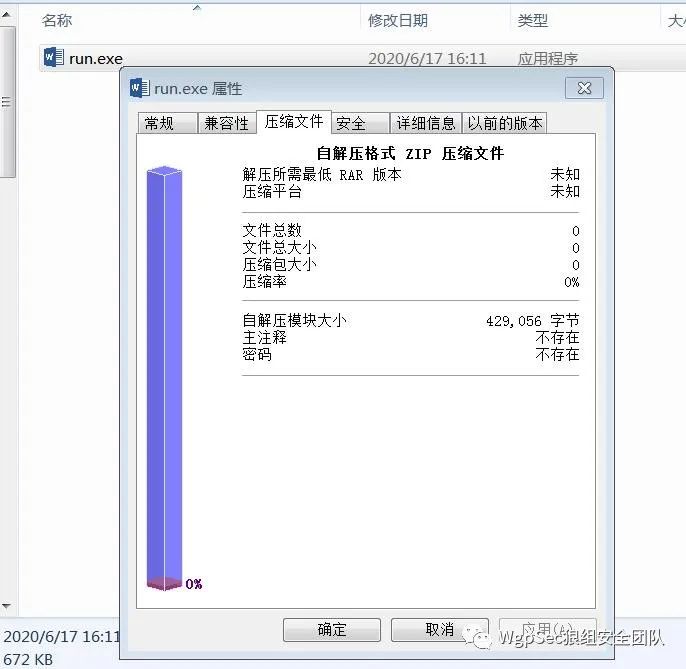 名称 修改日期 类型 大小
run.exe 2020/6/17 16:11 应用程序
run.exe 属性
常规 兼容性 压缩文件 安全 详细信息 以前的版本
自解压格式 ZIP 压缩文件
解压所需最低 RAR 版本 未知
压缩平台 未知
文件总数 0
文件总大小 0
压缩包大小 0
压缩率 0%
自解压模块大小 429,056 字节
主注释 不存在
密码 不存在
0%
确定 取消 应用(A)
WgpSec狼组安全团队
2020/6/17 16:11
672 KB